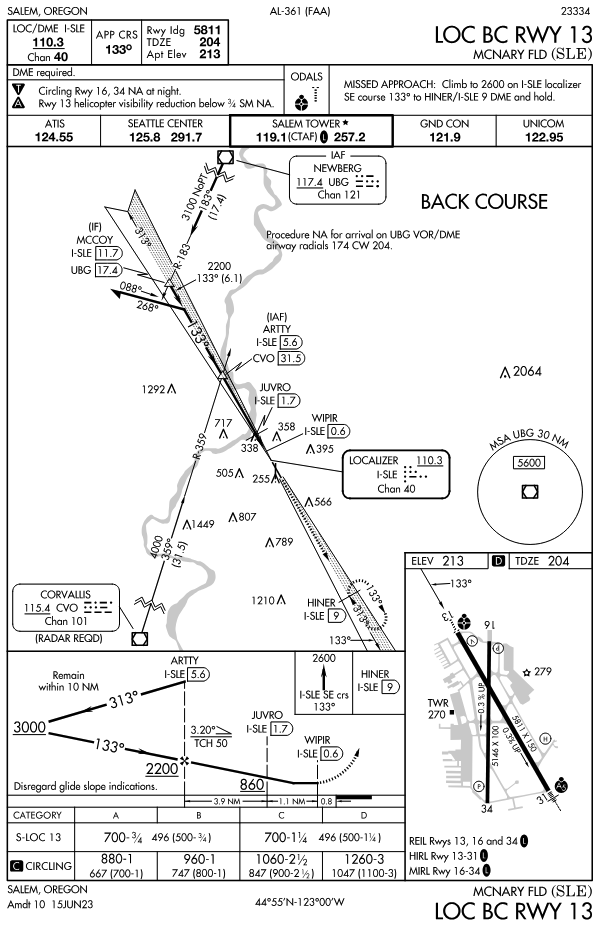 SALEM, OREGON
AL-361 (FAA)
23334
LOC/DME I-SLE
110.3
Chan 40
APP CRS
133°
Rwy ldg 5811
TDZE 204
Apt Elev 213
LOC BC RWY 13
MCNARY FLD (SLE)
DME required.
T Circling Rwy 16, 34 NA at night.
A Rwy 13 helicopter visibility reduction below ¾ SM NA.
ODALS
MISSED APPROACH: Climb to 2600 on I-SLE localizer
SE course 133° to HINER/I-SLE 9 DME and hold.
ATIS
124.55
SEATTLE CENTER
125.8 291.7
SALEM TOWER★
119.1 (CTAF) L 257.2
GND CON
121.9
UNICOM
122.95
IAF
NEWBERG
117.4 UBG
Chan 121
BACK COURSE
Procedure NA for arrival on UBG VOR/DME
airway radials 174 CW 204.
3100 NoPT
183°
(17.4)
R-183
313°
(IF)
MCCOY
I-SLE 11.7
UBG 17.4
2200
133° (6.1)
088°
268°
133°
(IAF)
ARTTY
I-SLE 5.6
CVO 31.5
JUVRO
I-SLE 1.7
WIPIR
I-SLE 0.6
1292
717
338
358
395
2064
R-359
505
255
LOCALIZER 110.3
I-SLE
Chan 40
MSA UBG 30 NM
5600
566
807
1449
789
4000
359°
(31.5)
1210
HINER
I-SLE 9
133°
313°
133°
CORVALLIS
115.4 CVO
Chan 101
(RADAR REQD)
ELEV 213
D
TDZE 204
133°
13
16
V
P
279
TWR
270
0.3 % UP
5146 X 100
5811 X 150
0.3% UP
H
P
34
31
A5
REIL Rwys 13, 16 and 34 L
HIRL Rwy 13-31 L
MIRL Rwy 16-34 L
Remain
within 10 NM
ARTTY
I-SLE 5.6
313°
3000
133°
3.20°
TCH 50
2200
JUVRO
I-SLE 1.7
WIPIR
I-SLE 0.6
860
2600
I-SLE SE crs
133°
HINER
I-SLE 9
Disregard glide slope indications.
3.9 NM
1.1 NM
0.8
CATEGORY A B C D
S-LOC 13 700-¾ 496 (500-¾) 700-1¼ 496 (500-1¼)
C CIRCLING
880-1
667 (700-1)
960-1
747 (800-1)
1060-2½
847 (900-2½)
1260-3
1047 (1100-3)
SALEM, OREGON
Amdt 10 15JUN23
44°55'N-123°00'W
MCNARY FLD (SLE)
LOC BC RWY 13